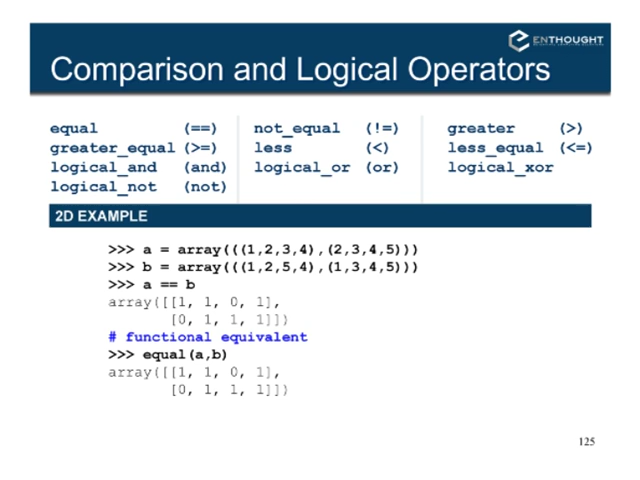 ENTHOUGHT
Comparison and Logical Operators
equal (==) not_equal (!=) greater (>)
greater_equal (>=) less (<) less_equal (<=)
logical_and (and) logical_or (or) logical_xor
logical_not (not)
2D EXAMPLE
>>> a = array(((1,2,3,4),(2,3,4,5)))
>>> b = array(((1,2,5,4),(1,3,4,5)))
>>> a == b
array([[1, 1, 0, 1],
[0, 1, 1, 1]])
# functional equivalent
>>> equal(a,b)
array([[1, 1, 0, 1],
[0, 1, 1, 1]])
125